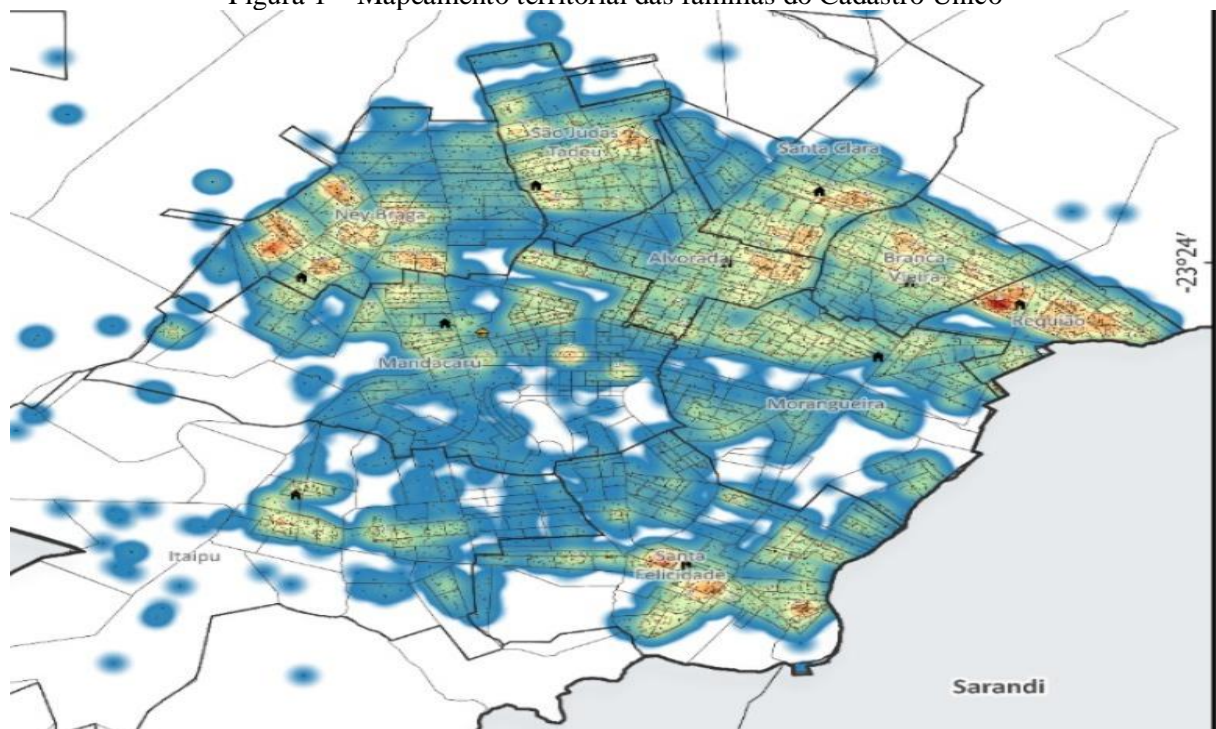 Figura 1 – Mapeamento territorial das famílias do Cadastro Único
São Judas
Tadeu
Santa Clara
Ney Braga
Alvorada
Branca
Vieira
-23°24'
Requião
Mandacaru
Morangueira
Itaipu
Santa
Felicidade
Sarandi